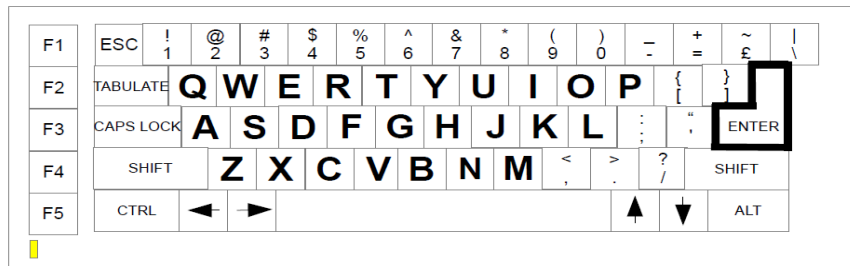 F1 ESC ! 1 @ 2 # 3 $ 4 % 5 ^ 6 & 7 * 8 ( 9 ) 0 _ - + = ~ £ | \
F2 TABULATE Q W E R T Y U I O P { [ } ]
F3 CAPS LOCK A S D F G H J K L : ; “ ' ENTER
F4 SHIFT Z X C V B N M < , > . ? / SHIFT
F5 CTRL ALT